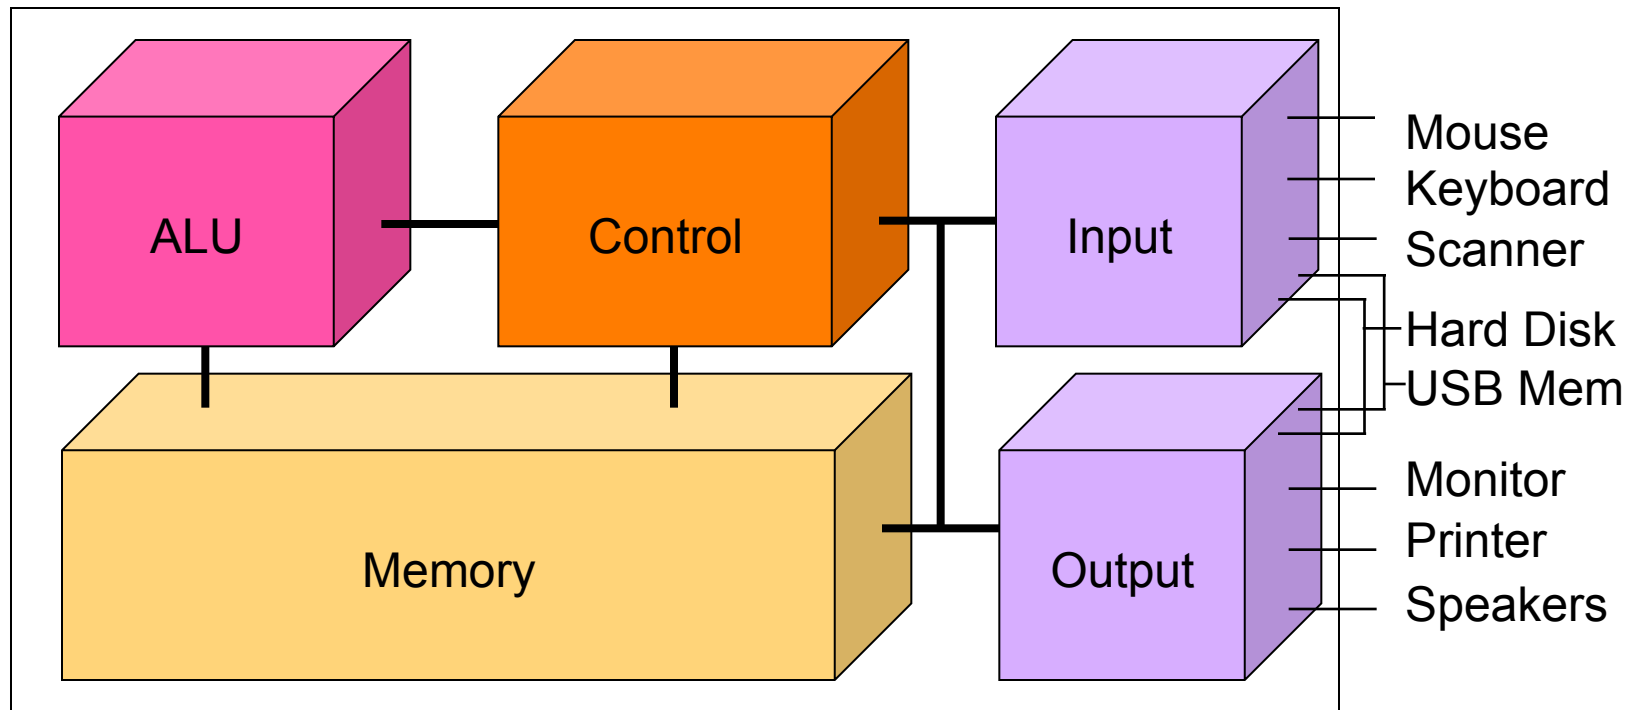 ALU
Control
Input
Memory
Output
Mouse
Keyboard
Scanner
Hard Disk
USB Mem
Monitor
Printer
Speakers